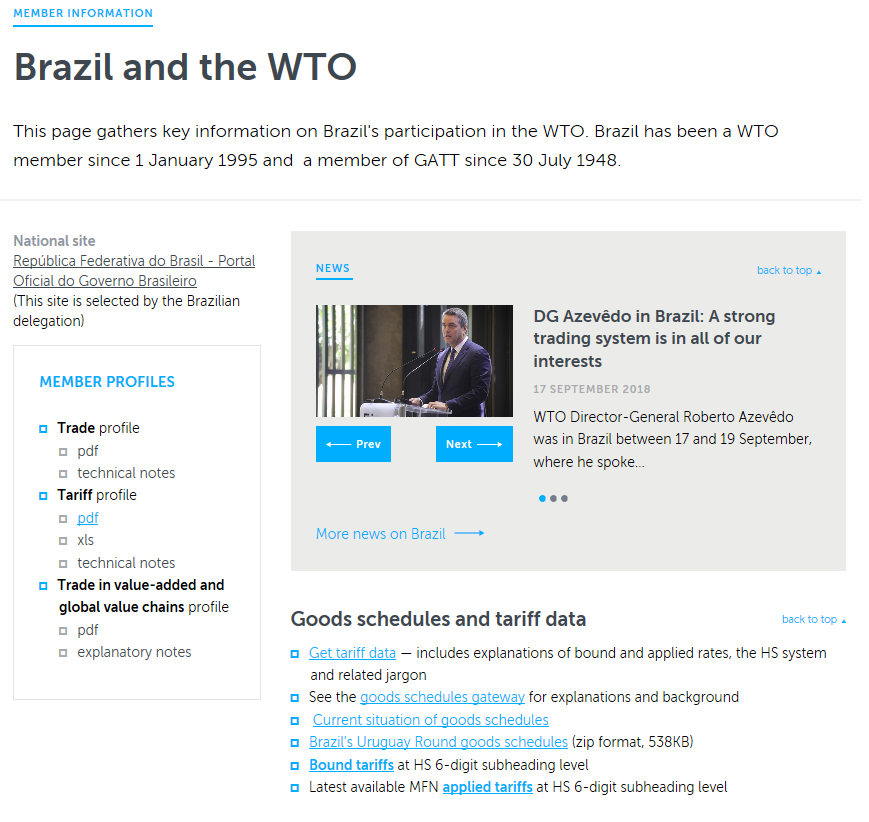 MEMBER INFORMATION
Brazil and the WTO
This page gathers key information on Brazil's participation in the WTO. Brazil has been a WTO
member since 1 January 1995 and  a member of GATT since 30 July 1948.
National site
República Federativa do Brasil - Portal
Oficial do Governo Brasileiro
(This site is selected by the Brazilian
delegation)
MEMBER PROFILES
Trade profile
pdf
technical notes
Tariff profile
pdf
xls
technical notes
Trade in value-added and
global value chains profile
pdf
explanatory notes
NEWS
back to top
DG Azevêdo in Brazil: A strong
trading system is in all of our
interests
17 SEPTEMBER 2018
WTO Director-General Roberto Azevêdo
was in Brazil between 17 and 19 September,
where he spoke...
Prev
Next
More news on Brazil
Goods schedules and tariff data
back to top
Get tariff data — includes explanations of bound and applied rates, the HS system
and related jargon
See the goods schedules gateway for explanations and background
Current situation of goods schedules
Brazil's Uruguay Round goods schedules (zip format, 538KB)
Bound tariffs at HS 6-digit subheading level
Latest available MFN applied tariffs at HS 6-digit subheading level